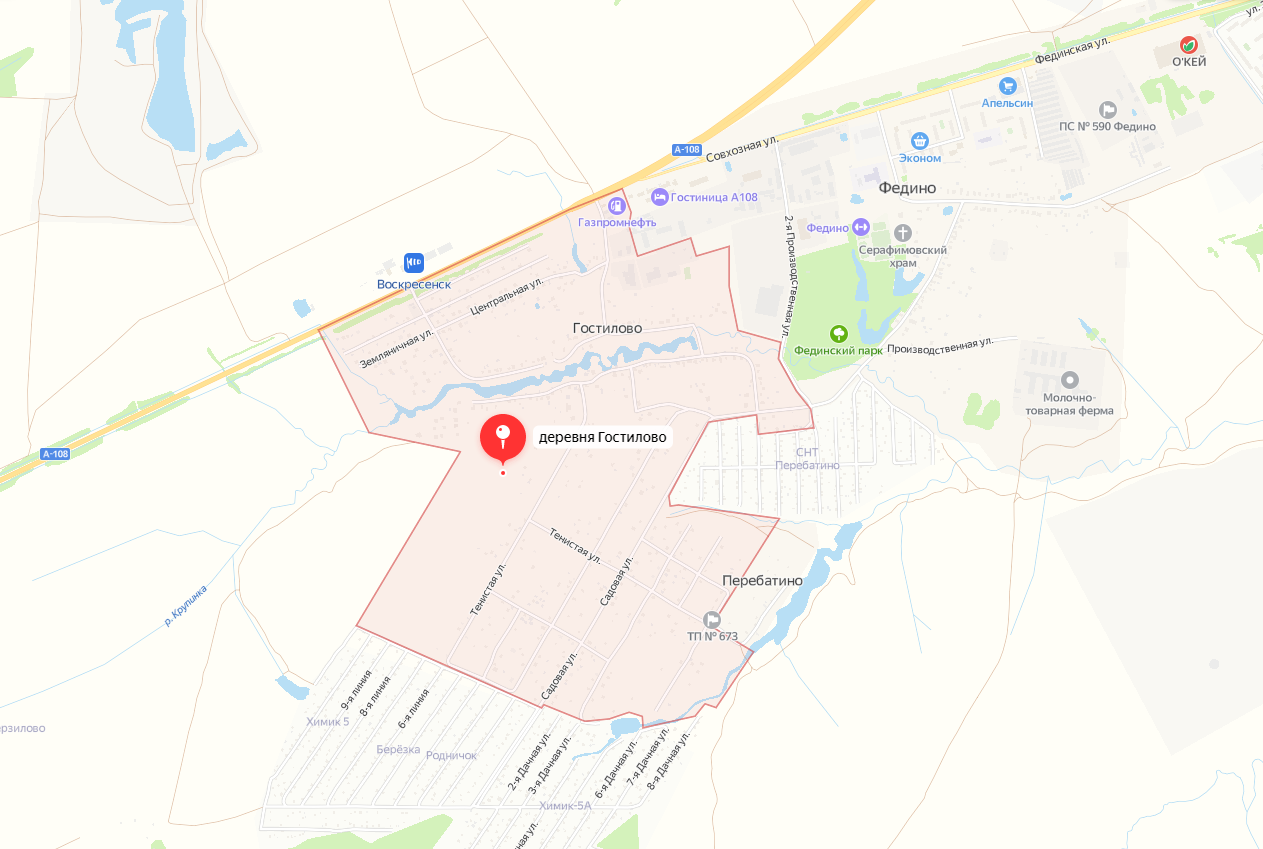 ул.
Фединская ул.
О'КЕЙ
Апельсин
ПС № 590 Федино
А-108
Совхозная ул.
Эконом
Федино
Гостиница А108
Газпромнефть
2-я Производственная ул.
Федино
Серафимовский
храм
Воскресенск
Центральная ул.
Гостилово
Земляничная ул.
Фединский парк
Производственная ул.
Молочно-
товарная ферма
деревня Гостилово
А-108
СНТ
Перебатино
Тенистая ул.
Тенистая ул.
Садовая ул.
Перебатино
р. Крупинка
ТП № 673
Садовая ул.
9-я линия
8-я линия
6-я линия
Химик 5
рзилово
Берёзка
Родничок
2-я Дачная ул.
3-я Дачная ул.
6-я Дачная ул.
7-я Дачная ул.
8-я Дачная ул.
Химик-5А
ная ул.